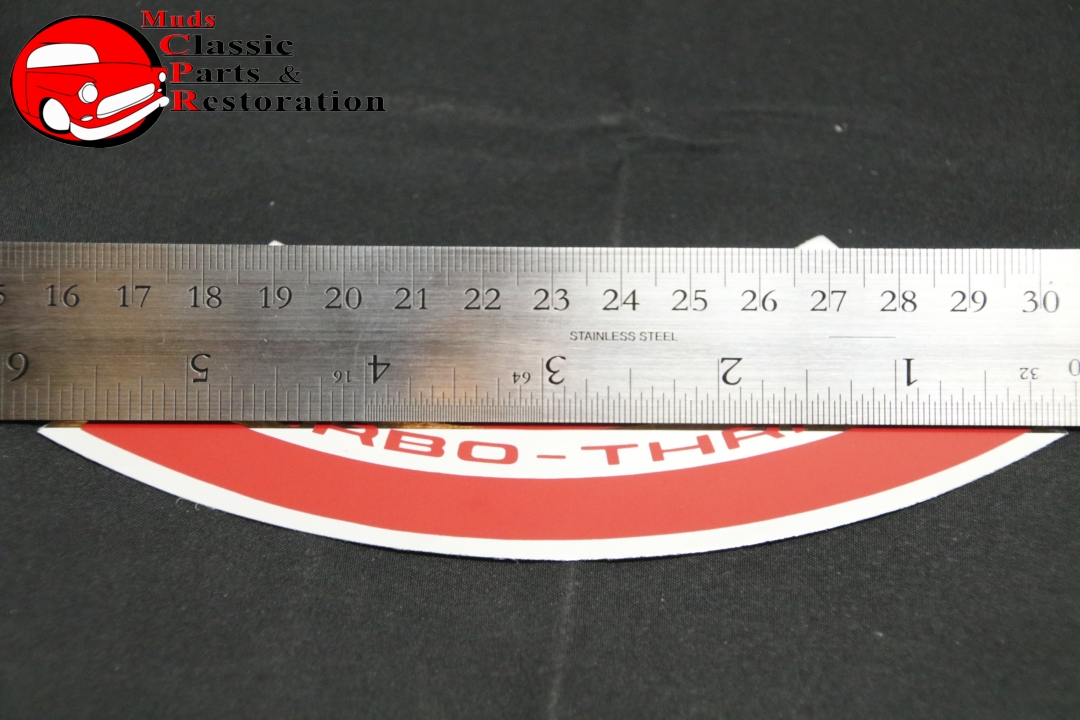 Muds
Classic
Parts &
Restoration
16 17 18 19 20 21 22 23 24 25 26 27 28 29 30
STAINLESS STEEL
6 5 16 4 64 3 2 1 32 0
RBO-THR